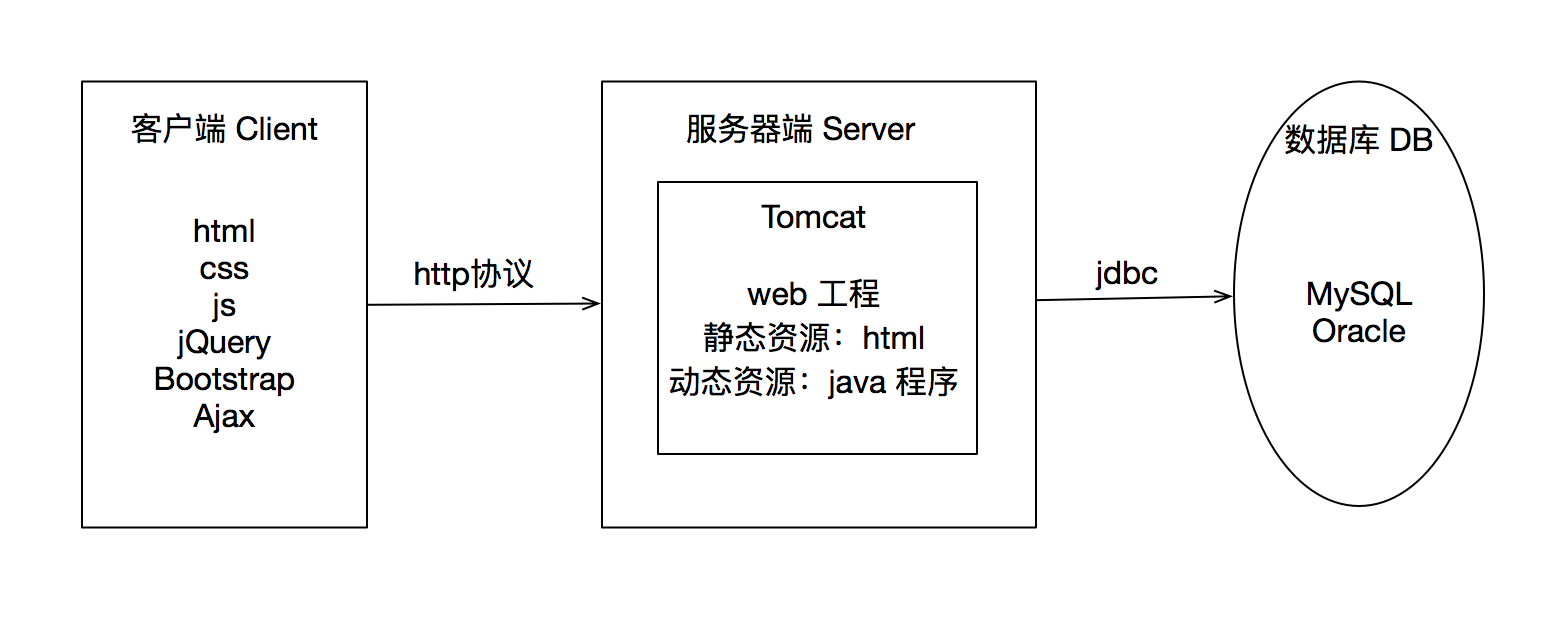 客户端 Client
html
css
js
jQuery
Bootstrap
Ajax
http协议
服务器端 Server
Tomcat
web 工程
静态资源：html
动态资源：java 程序
jdbc
数据库 DB
MySQL
Oracle